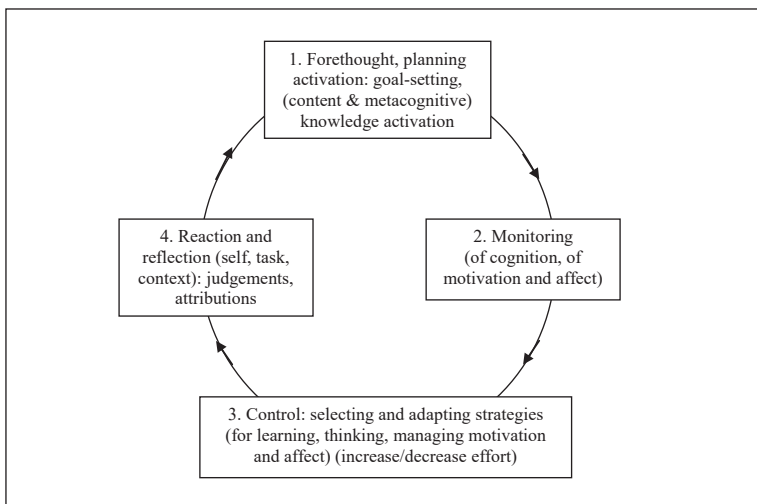 1. Forethought, planning
activation: goal-setting,
(content & metacognitive)
knowledge activation
2. Monitoring
(of cognition, of
motivation and affect)
3. Control: selecting and adapting strategies
(for learning, thinking, managing motivation
and affect) (increase/decrease effort)
4. Reaction and
reflection (self, task,
context): judgements,
attributions